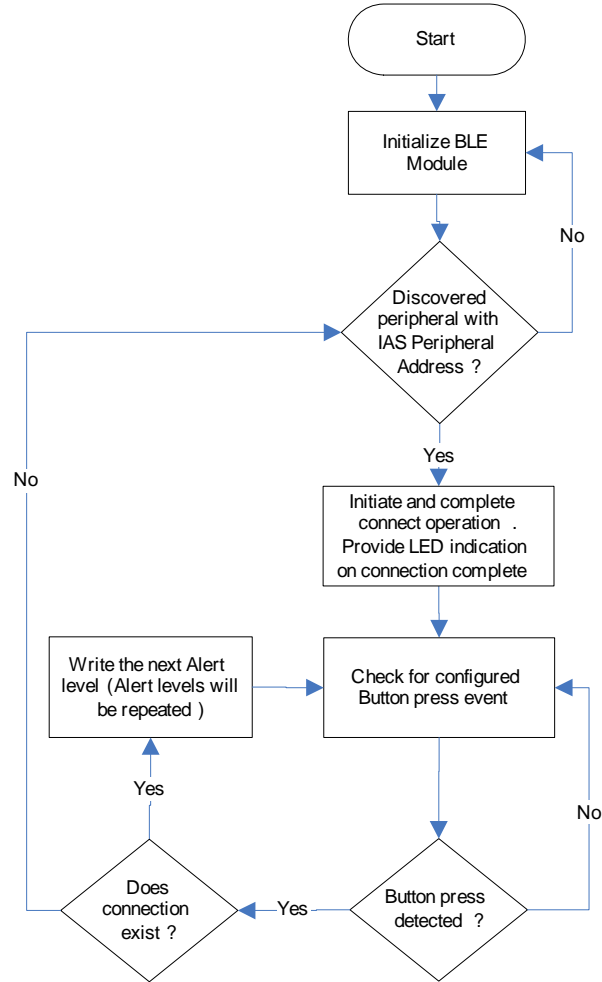 Start
Initialize BLE
Module
No
Discovered
peripheral with
IAS Peripheral
Address ?
No
Yes
Initiate and complete
connect operation .
Provide LED indication
on connection complete
Write the next Alert
level (Alert levels will
be repeated )
Check for configured
Button press event
Yes
No
Does
connection
exist ?
Yes
Button press
detected ?